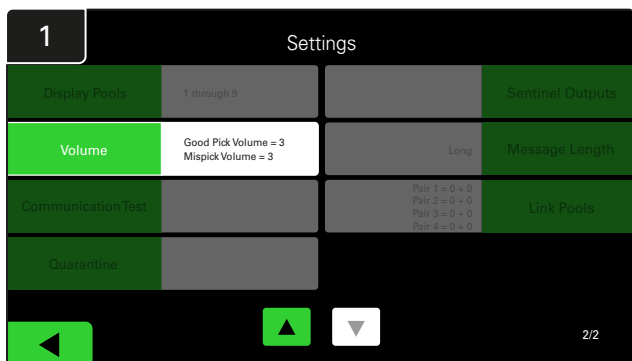 1
Settings
Display Pools
1 through 9
Sentinel Outputs
Volume
Good Pick Volume = 3
Mispick Volume = 3
Long
Message Length
Communication Test
Pair 1 = 0 + 0
Pair 2 = 0 + 0
Pair 3 = 0 + 0
Pair 4 = 0 + 0
Link Pools
Quarantine
2/2